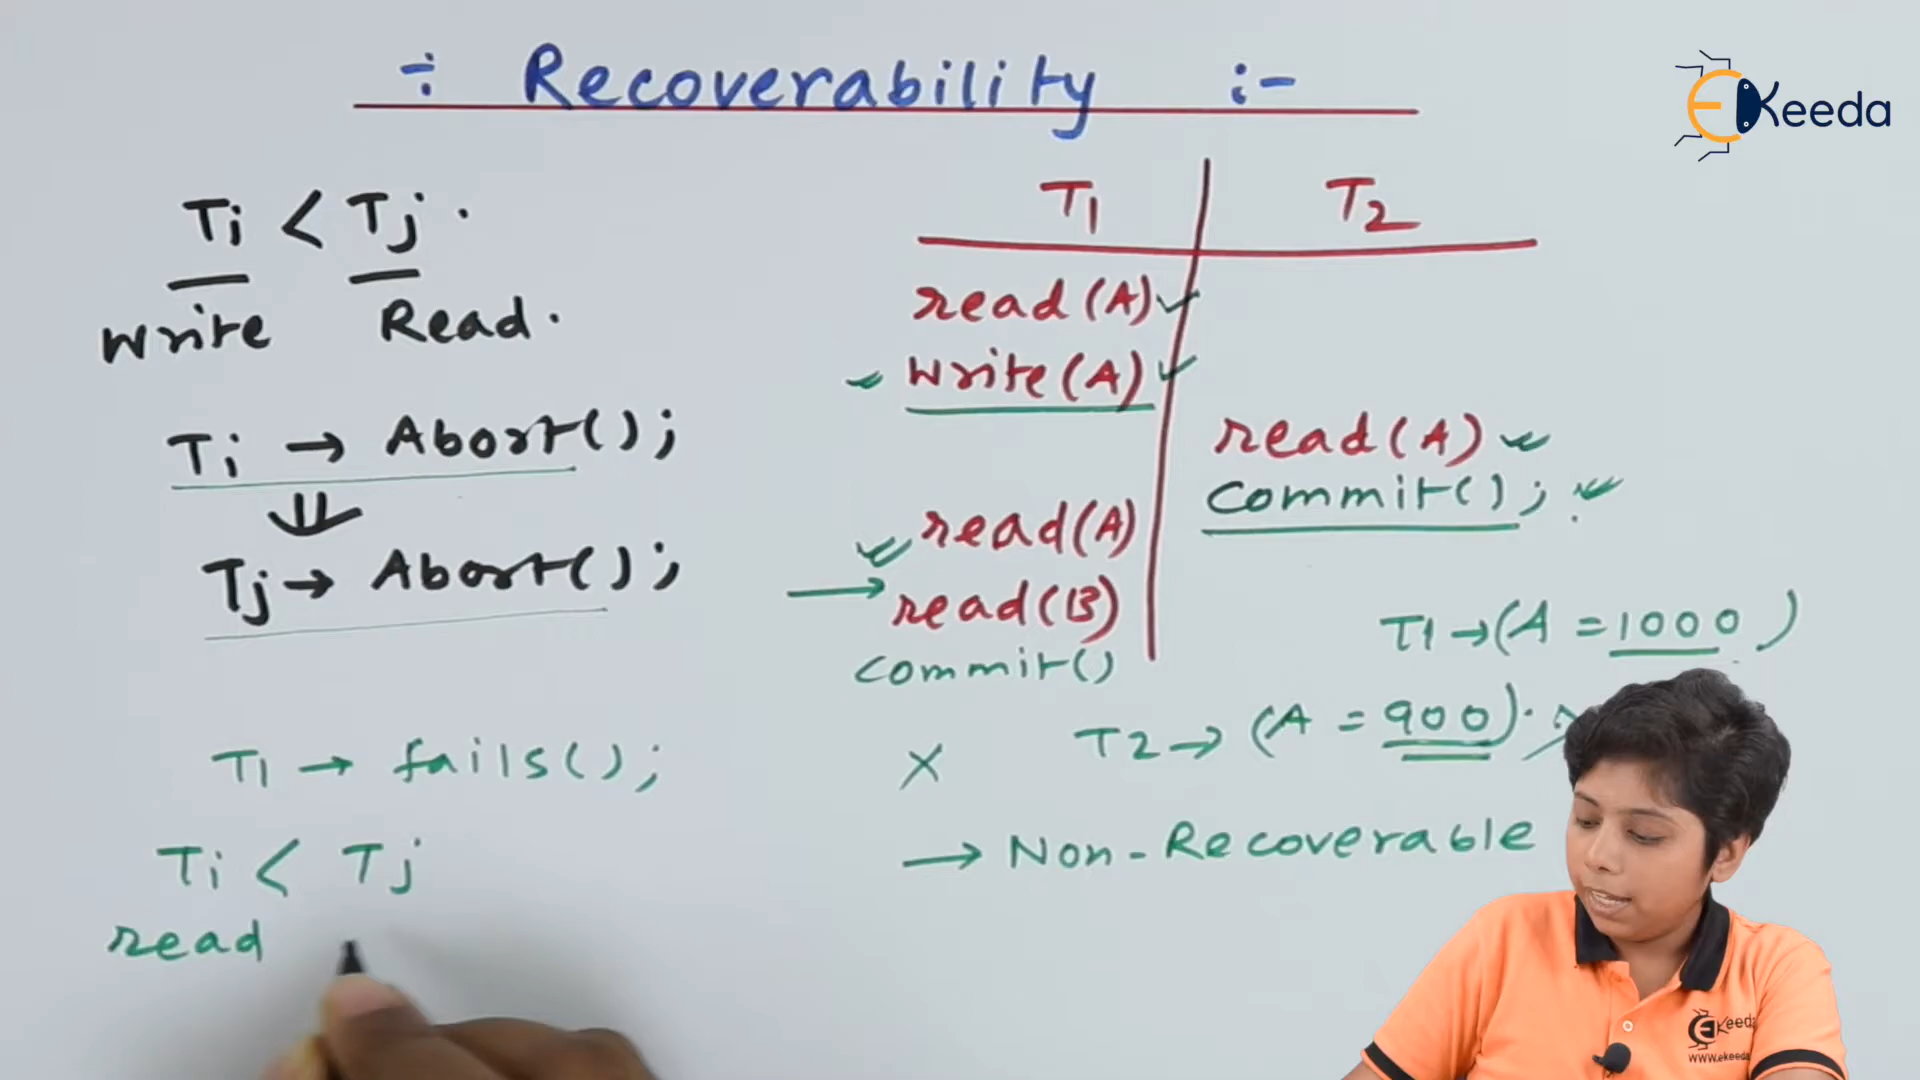 ÷ Recoverability :-
EKeeda
Ti < Tj.
Write Read.
Ti → Abort();
⇓
Tj → Abort();
T1 → fails();
Ti < Tj
read
T1 T2
read(A) ✓
✓ Write(A) ✓
read(A) ✓
Commit(); ✓
✓ read(A)
→ read(B)
Commit()
T1 → (A = 1000)
X T2 → (A = 900).
→ Non-Recoverable
EKeeda